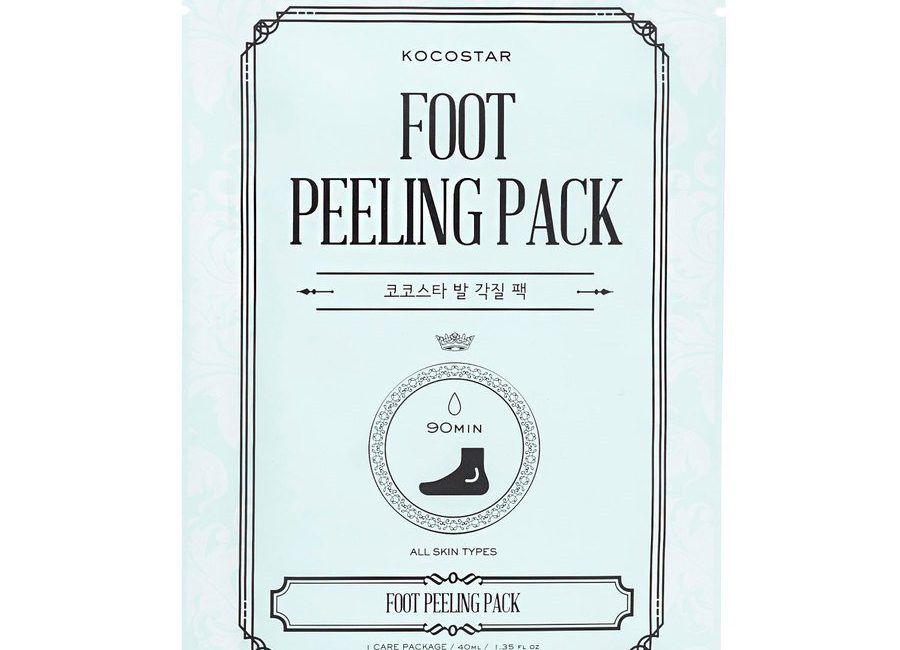 KOCOSTAR
FOOT
PEELING PACK
코코스타 발 각질 팩
90MIN
ALL SKIN TYPES
FOOT PEELING PACK
1 CARE PACKAGE / 40ML / 1.35 FL OZ